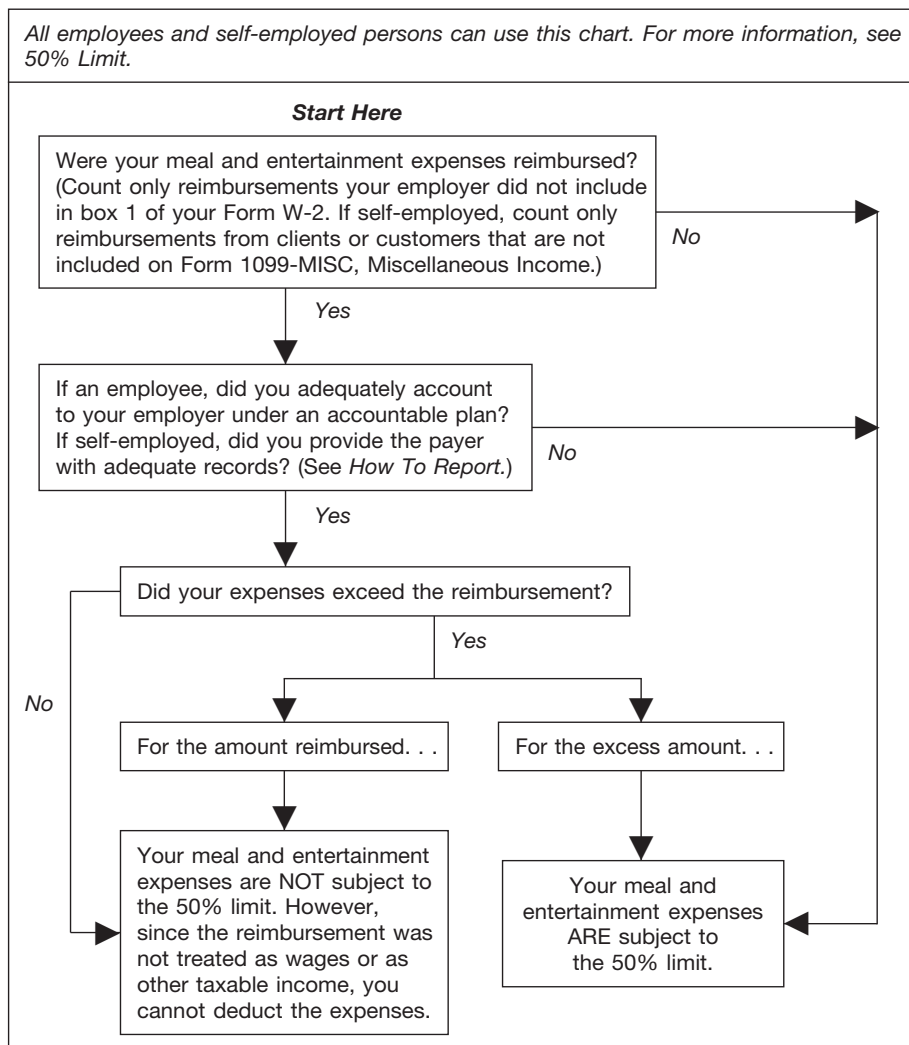 All employees and self-employed persons can use this chart. For more information, see
50% Limit.
Start Here
Were your meal and entertainment expenses reimbursed?
(Count only reimbursements your employer did not include
in box 1 of your Form W-2. If self-employed, count only
reimbursements from clients or customers that are not
included on Form 1099-MISC, Miscellaneous Income.)
No
Yes
If an employee, did you adequately account
to your employer under an accountable plan?
If self-employed, did you provide the payer
with adequate records? (See How To Report.)
No
Yes
Did your expenses exceed the reimbursement?
Yes
No
For the amount reimbursed. . .
For the excess amount. . .
Your meal and entertainment
expenses are NOT subject to
the 50% limit. However,
since the reimbursement was
not treated as wages or as
other taxable income, you
cannot deduct the expenses.
Your meal and
entertainment expenses
ARE subject to
the 50% limit.